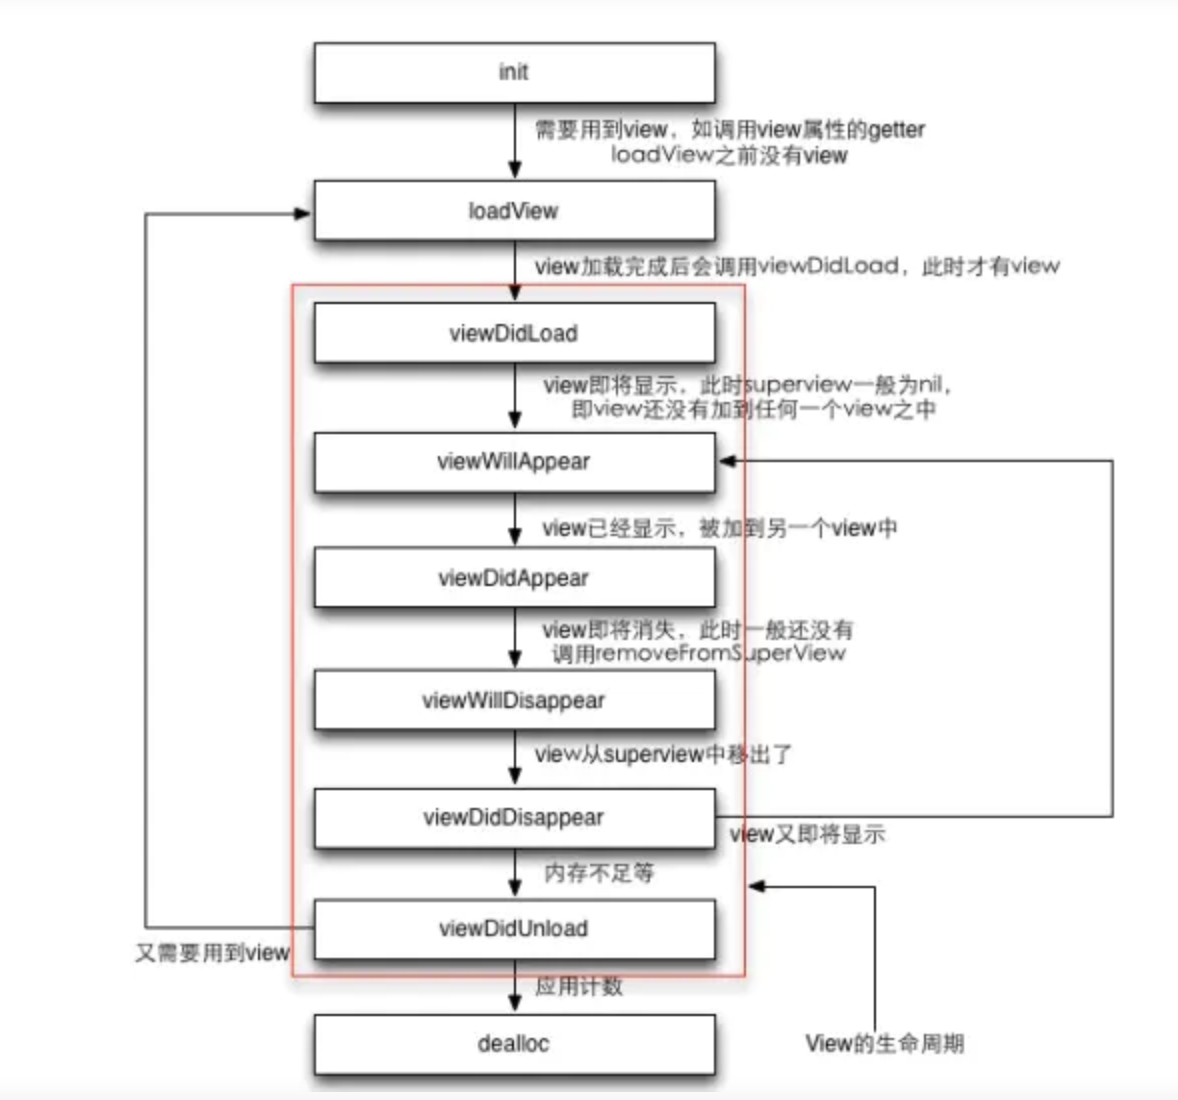 init
需要用到view，如调用view属性的getter
loadView之前没有view
loadView
view加载完成后会调用viewDidLoad，此时才有view
viewDidLoad
view即将显示，此时superview一般为nil，
即view还没有加到任何一个view之中
viewWillAppear
view已经显示，被加到另一个view中
viewDidAppear
view即将消失，此时一般还没有
调用removeFromSuperView
viewWillDisappear
view从superview中移出了
viewDidDisappear
view又即将显示
内存不足等
viewDidUnload
又需要用到view
应用计数
dealloc
View的生命周期